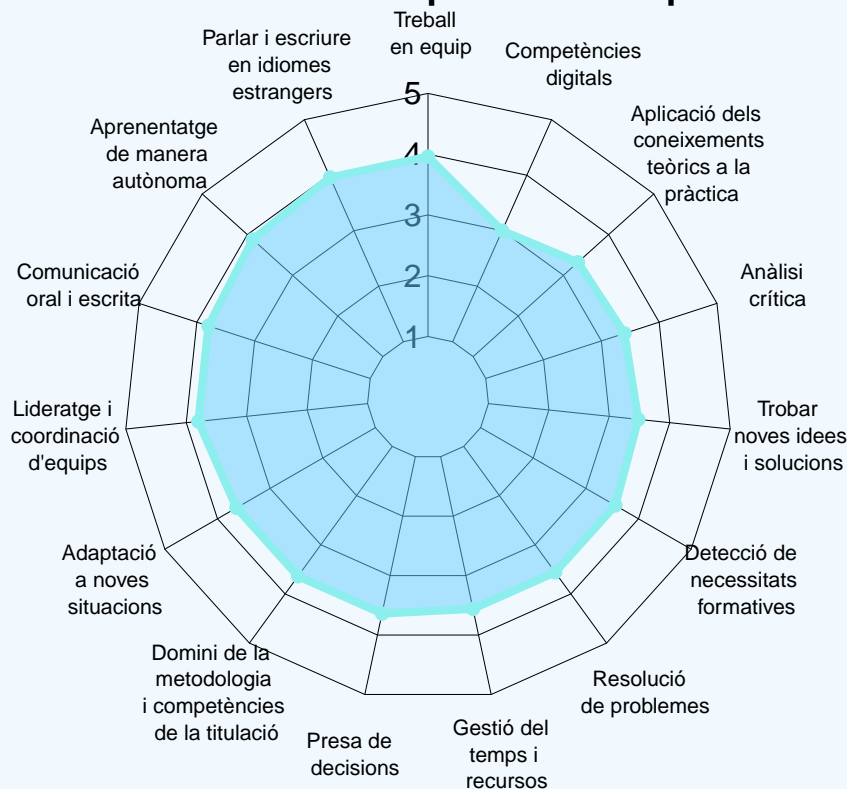 Treball
en equip
Competències
digitals
Aplicació dels
coneixements
teòrics a la
pràctica
Anàlisi
crítica
Trobar
noves idees
i solucions
Detecció de
necessitats
formatives
Resolució
de problemes
Gestió del
temps i
recursos
Presa de
decisions
Domini de la
metodologia
i competències
de la titulació
Adaptació
a noves
situacions
Lideratge i
coordinació
d'equips
Comunicació
oral i escrita
Aprenentatge
de manera
autònoma
Parlar i escriure
en idiomes
estrangers
5
4
3
2
1